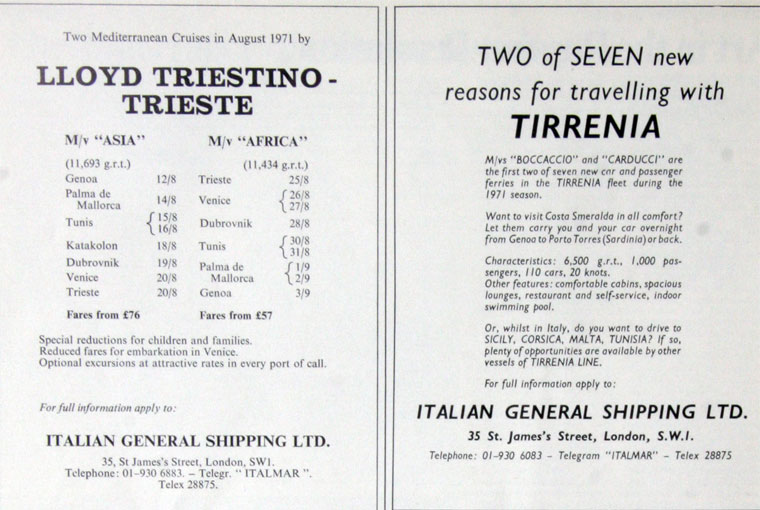 Two Mediterranean Cruises in August 1971 by
LLOYD TRIESTINO -
TRIESTE
M/v "ASIA"
(11,693 g.r.t.)
Genoa 12/8
Palma de
Mallorca 14/8
Tunis { 15/8
16/8
Katakolon 18/8
Dubrovnik 19/8
Venice 20/8
Trieste 20/8
Fares from £76
M/v "AFRICA"
(11,434 g.r.t.)
Trieste 25/8
Venice { 26/8
27/8
Dubrovnik 28/8
Tunis { 30/8
31/8
Palma de { 1/9
Mallorca 2/9
Genoa 3/9
Fares from £57
Special reductions for children and families.
Reduced fares for embarkation in Venice.
Optional excursions at attractive rates in every port of call.
For full information apply to:
ITALIAN GENERAL SHIPPING LTD.
35, St James's Street, London, SW1.
Telephone: 01-930 6883. – Telegr. " ITALMAR ".
Telex 28875.
TWO of SEVEN new
reasons for travelling with
TIRRENIA
M/vs "BOCCACCIO" and "CARDUCCI" are
the first two of seven new car and passenger
ferries in the TIRRENIA fleet during the
1971 season.
Want to visit Costa Smeralda in all comfort?
Let them carry you and your car overnight
from Genoa to Porto Torres (Sardinia) or back.
Characteristics: 6,500 g.r.t., 1,000 pas-
sengers, 110 cars, 20 knots.
Other features: comfortable cabins, spacious
lounges, restaurant and self-service, indoor
swimming pool.
Or, whilst in Italy, do you want to drive to
SICILY, CORSICA, MALTA, TUNISIA? If so,
plenty of opportunities are available by other
vessels of TIRRENIA LINE.
For full information apply to:
ITALIAN GENERAL SHIPPING LTD.
35 St. James's Street, London, S.W.1.
Telephone: 01-930 6083 - Telegram "ITALMAR" - Telex 28875